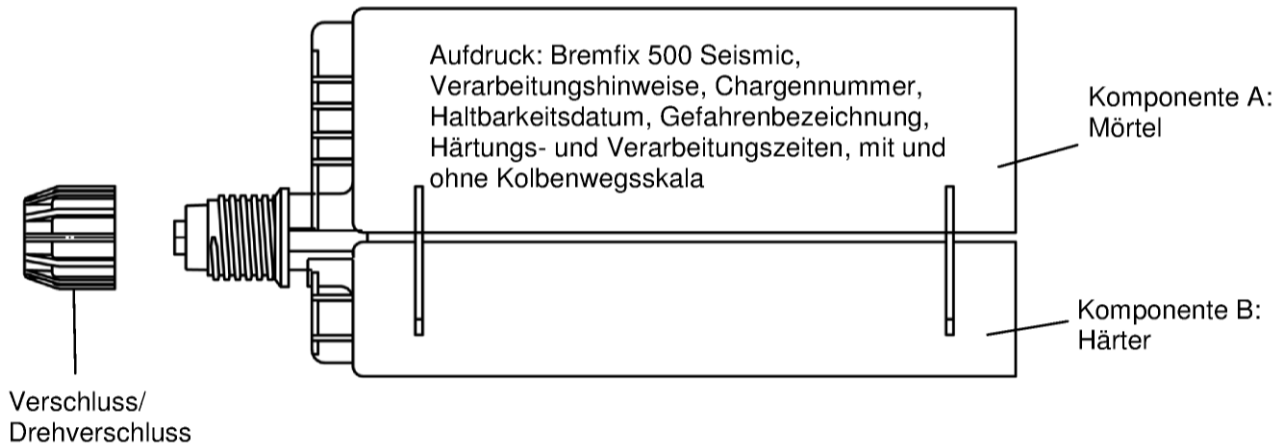 Aufdruck: Bremfix 500 Seismic,
Verarbeitungshinweise, Chargennummer,
Haltbarkeitsdatum, Gefahrenbezeichnung,
Härtungs- und Verarbeitungszeiten, mit und
ohne Kolbenwegsskala
Komponente A:
Mörtel
Komponente B:
Härter
Verschluss/
Drehverschluss